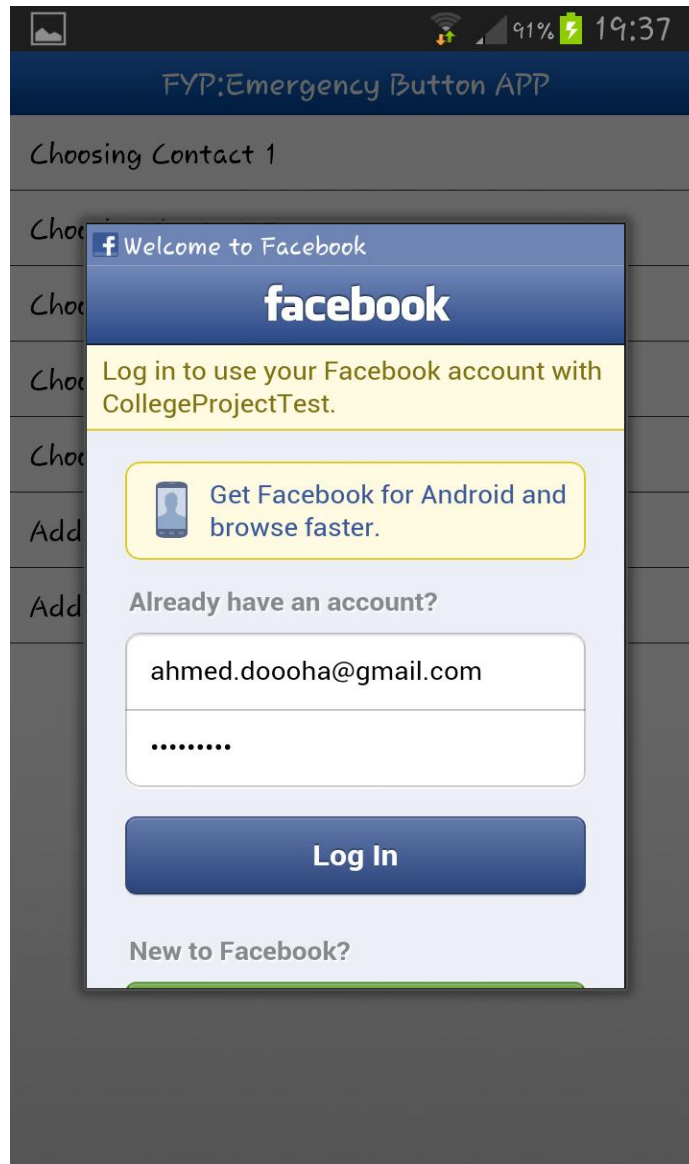 91% 19:37
FYP:Emergency Button APP
Choosing Contact 1
Welcome to Facebook
facebook
Log in to use your Facebook account with
CollegeProjectTest.
Get Facebook for Android and
browse faster.
Add
Add
Already have an account?
ahmed.doooha@gmail.com
•••••••••
Log In
New to Facebook?